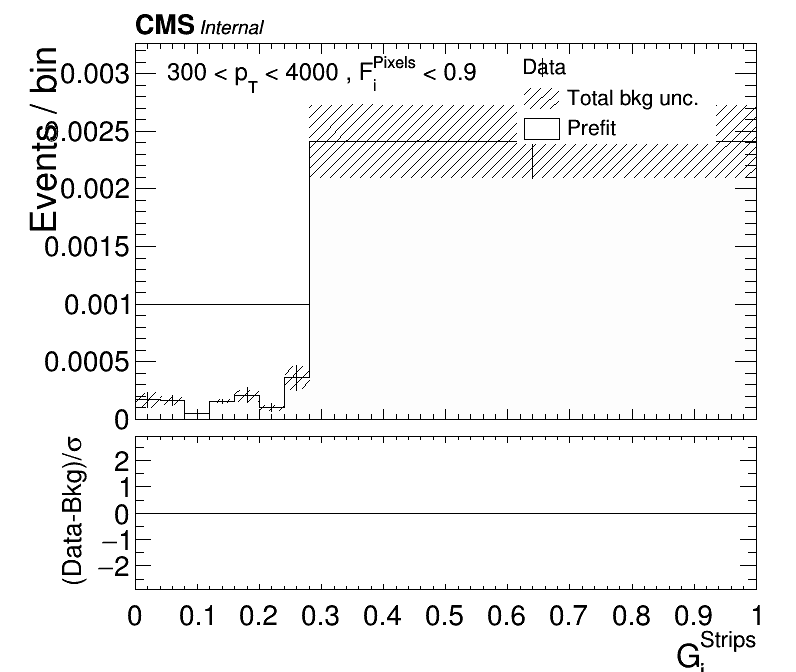 CMS Internal
300 < p_T < 4000 , F_i^Pixels < 0.9
Data
Total bkg unc.
Prefit
Events / bin
0.003
0.0025
0.002
0.0015
0.001
0.0005
0
(Data-Bkg)/σ
2
1
0
−1
−2
0 0.1 0.2 0.3 0.4 0.5 0.6 0.7 0.8 0.9 1
G_i^Strips